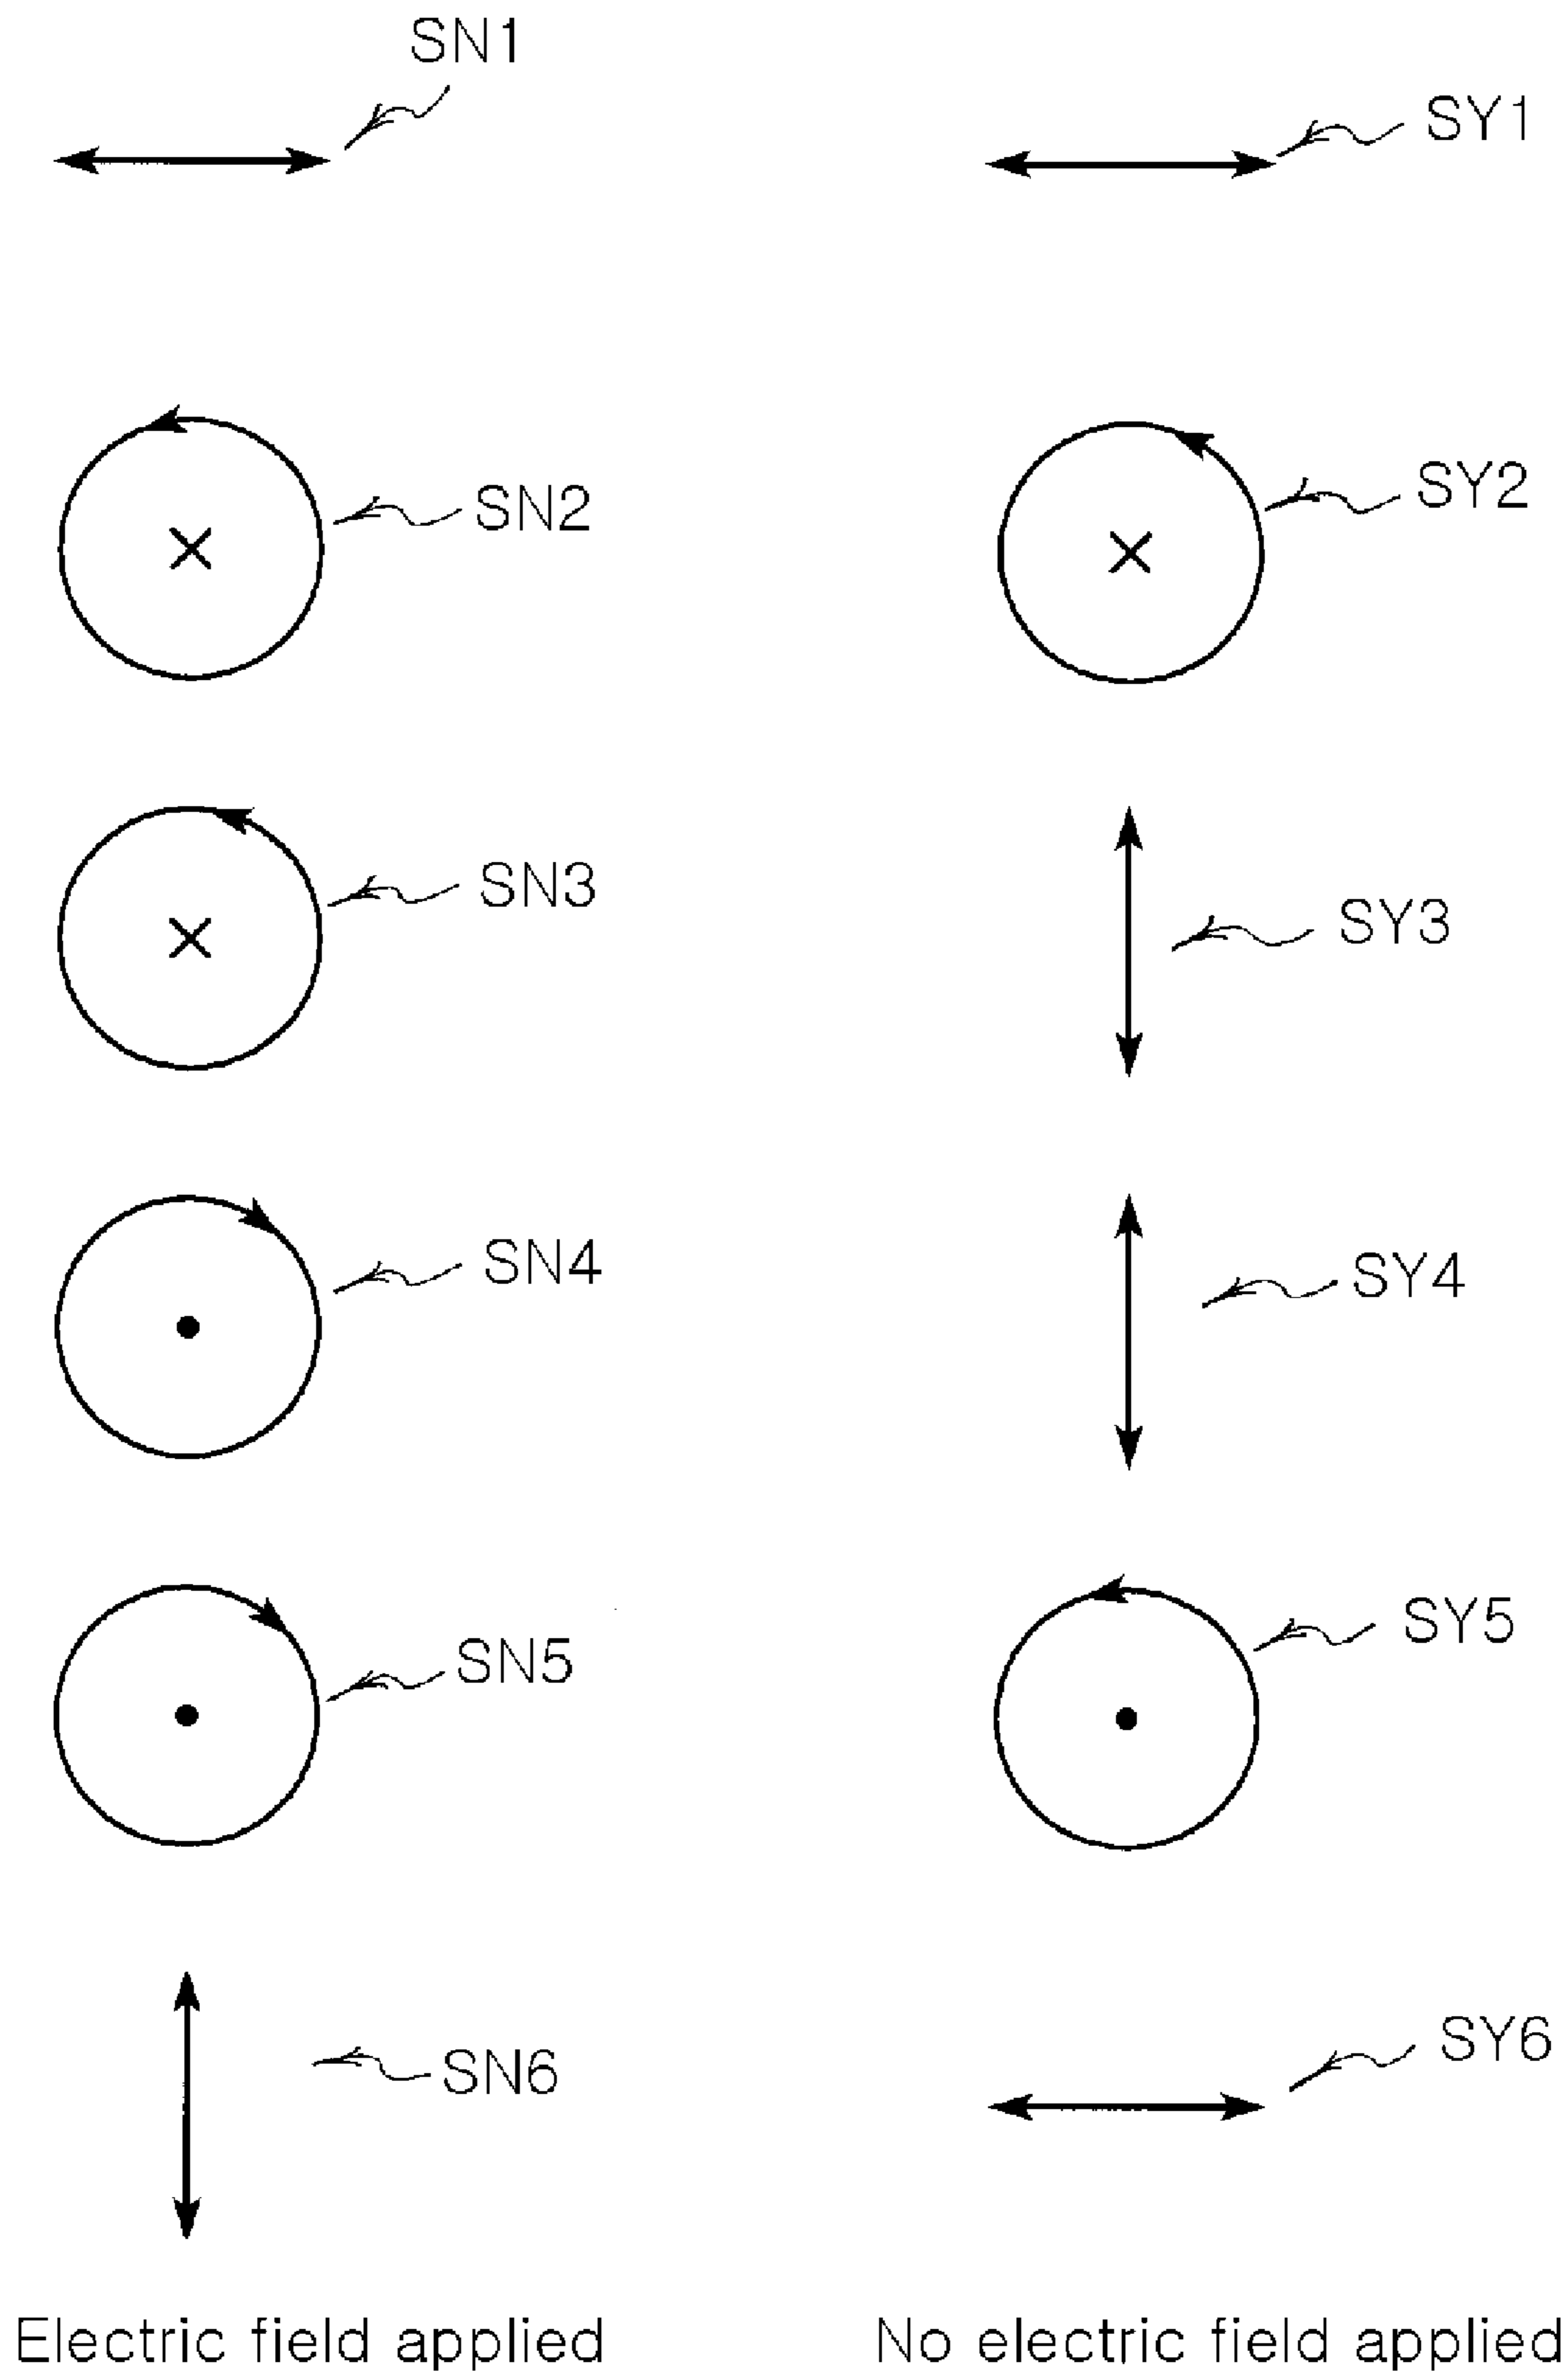 SN1
SY1
SN2
SY2
SN3
SY3
SN4
SY4
SN5
SY5
SN6
SY6
Electric field applied
No electric field applied